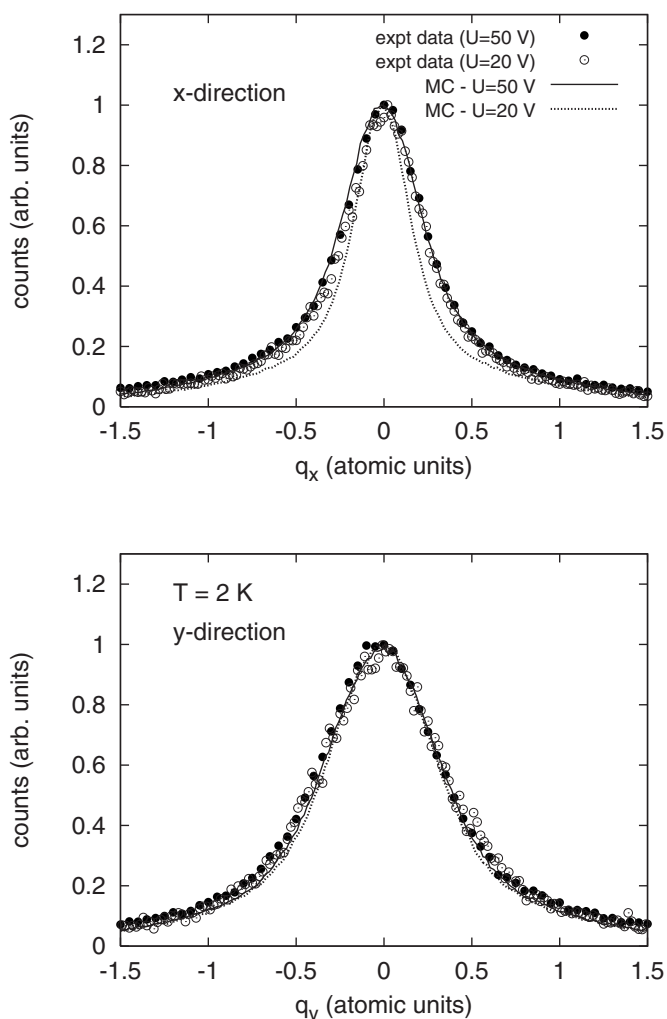 1.2
1
0.8
0.6
0.4
0.2
0
counts (arb. units)
x-direction
expt data (U=50 V)
expt data (U=20 V)
MC - U=50 V
MC - U=20 V
-1.5 -1 -0.5 0 0.5 1 1.5
q_x (atomic units)
1.2
1
0.8
0.6
0.4
0.2
0
counts (arb. units)
T = 2 K
y-direction
-1.5 -1 -0.5 0 0.5 1 1.5
q_y (atomic units)